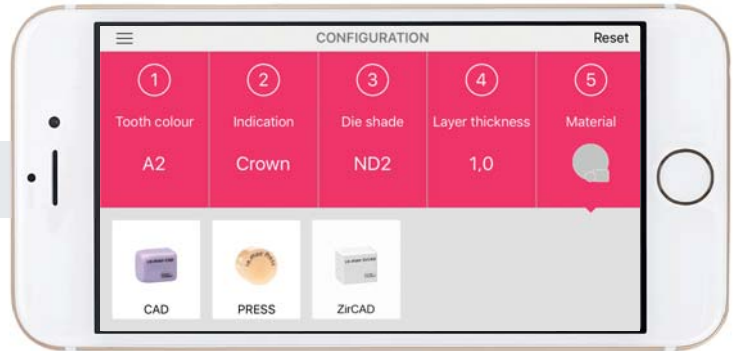 CONFIGURATION
Reset
1
2
3
4
5
Tooth colour
Indication
Die shade
Layer thickness
Material
A2
Crown
ND2
1,0
CAD
PRESS
ZirCAD